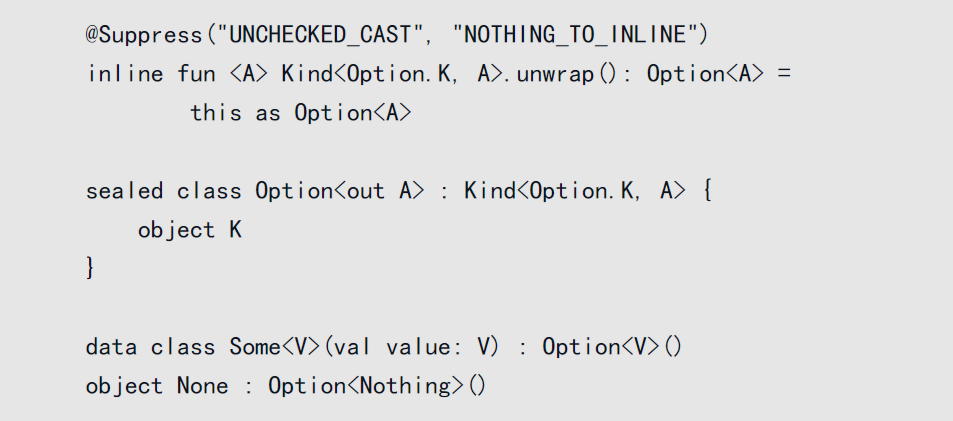 @Suppress("UNCHECKED_CAST", "NOTHING_TO_INLINE")
inline fun <A> Kind<Option.K, A>.unwrap(): Option<A> =
        this as Option<A>

sealed class Option<out A> : Kind<Option.K, A> {
    object K
}

data class Some<V>(val value: V) : Option<V>()
object None : Option<Nothing>()